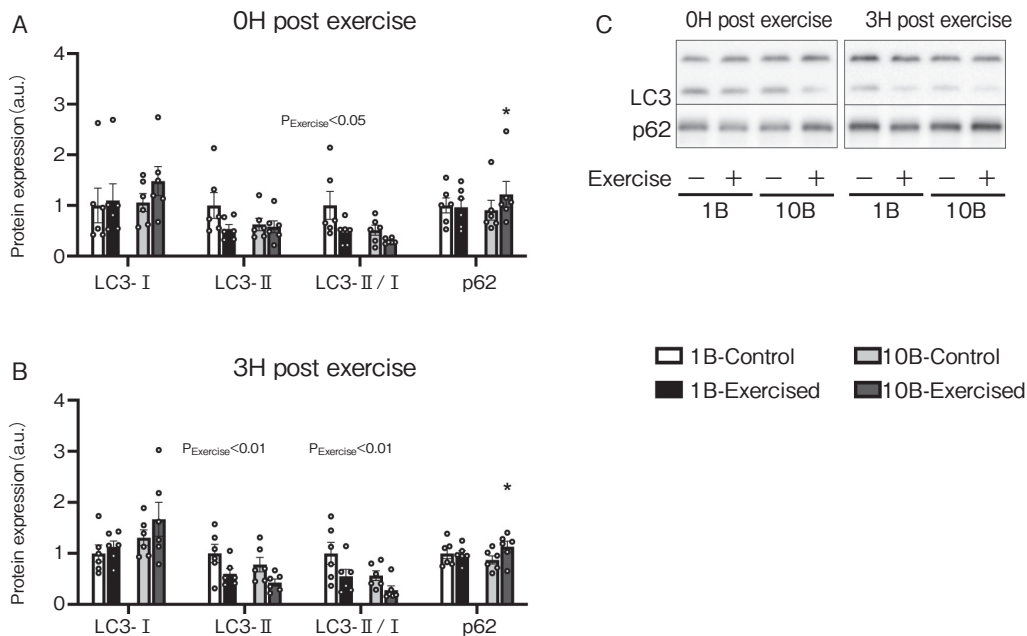 A
0H post exercise
Protein expression (a.u.)
4
3
2
1
0
P Exercise<0.05
*
LC3-Ⅰ
LC3-Ⅱ
LC3-Ⅱ/Ⅰ
p62
B
3H post exercise
Protein expression (a.u.)
4
3
2
1
0
P Exercise<0.01
P Exercise<0.01
*
LC3-Ⅰ
LC3-Ⅱ
LC3-Ⅱ/Ⅰ
p62
C
0H post exercise
3H post exercise
LC3
p62
Exercise − + − + − + − +
1B 10B 1B 10B
1B-Control
10B-Control
1B-Exercised
10B-Exercised